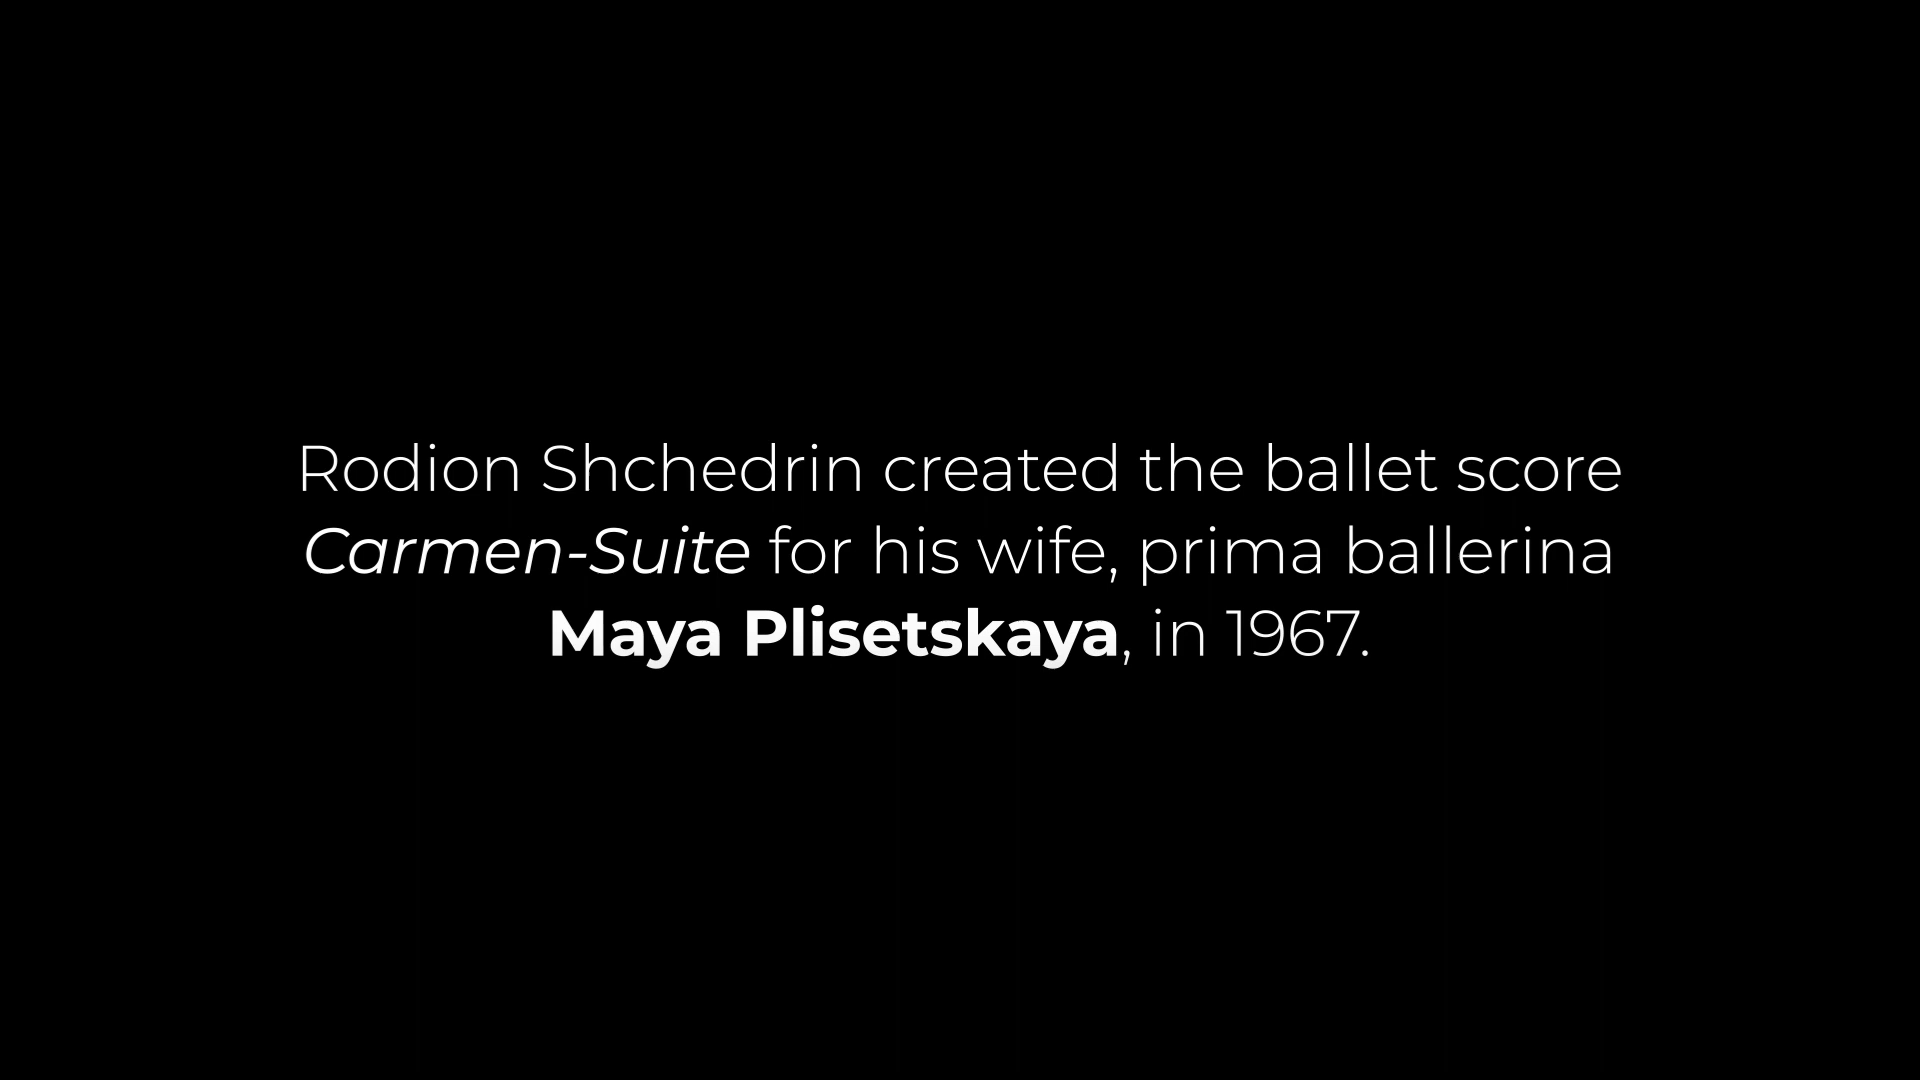 Rodion Shchedrin created the ballet score
Carmen-Suite for his wife, prima ballerina
Maya Plisetskaya, in 1967.